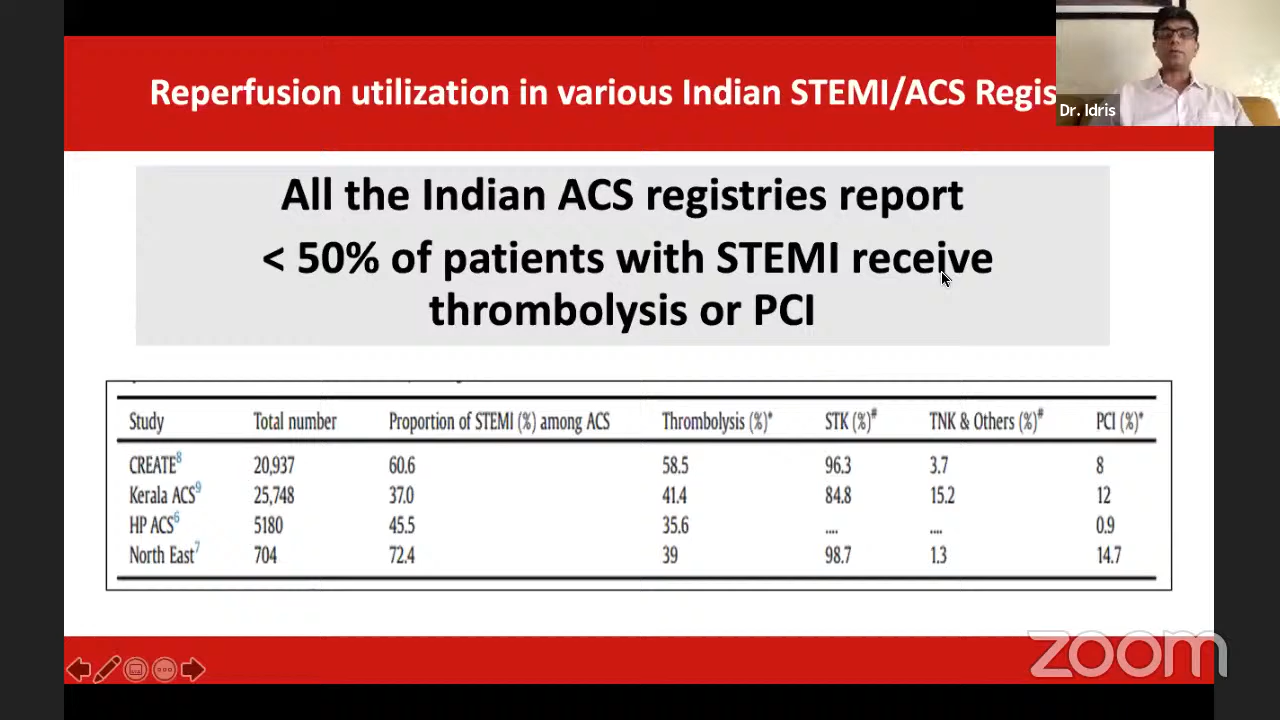 Reperfusion utilization in various Indian STEMI/ACS Regis
Dr. Idris
All the Indian ACS registries report
< 50% of patients with STEMI receive
thrombolysis or PCI
Study Total number Proportion of STEMI (%) among ACS Thrombolysis (%)* STK (%)# TNK & Others (%)# PCI (%)*
CREATE8 20,937 60.6 58.5 96.3 3.7 8
Kerala ACS9 25,748 37.0 41.4 84.8 15.2 12
HP ACS6 5180 45.5 35.6 .... .... 0.9
North East7 704 72.4 39 98.7 1.3 14.7
zoom